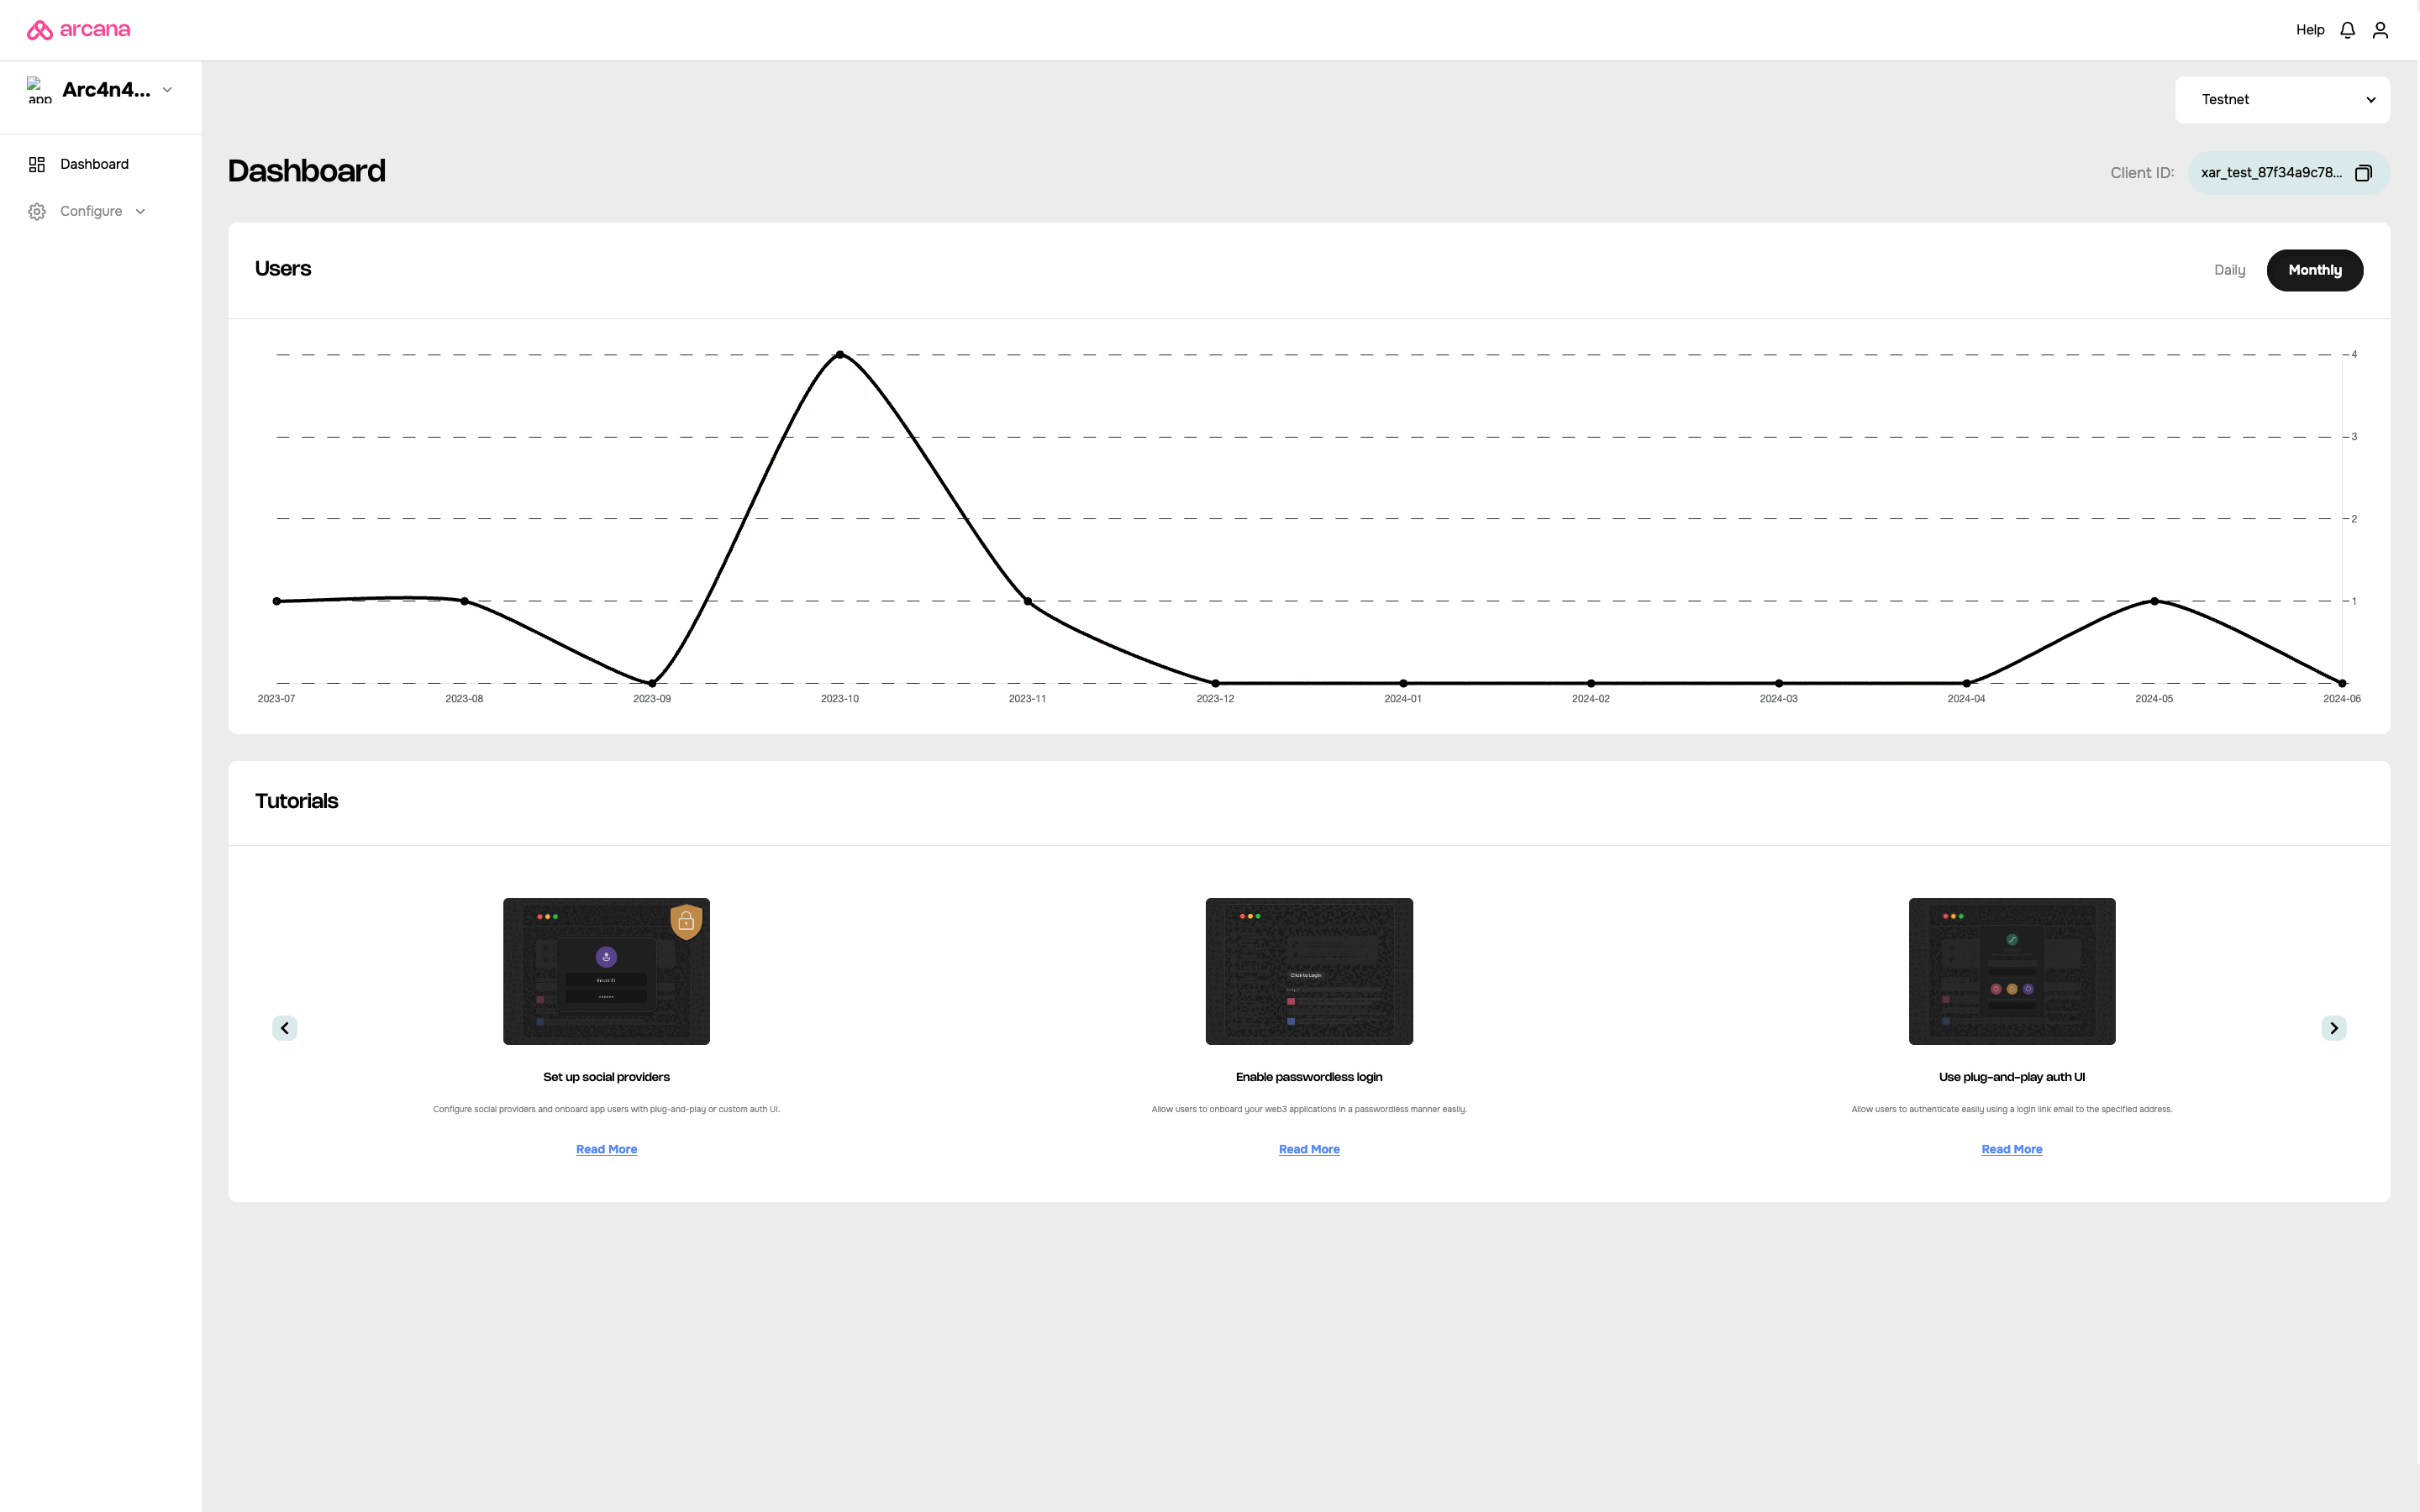 arcana
Help
app
Arc4n4...
Testnet
Dashboard
Configure
Dashboard
Client ID:
xar_test_87f34a9c78...
Users
Daily
Monthly
4
3
2
1
2023-07
2023-08
2023-09
2023-10
2023-11
2023-12
2024-01
2024-02
2024-03
2024-04
2024-05
2024-06
Tutorials
Click to Login
Set up social providers
Configure social providers and onboard app users with plug-and-play or custom auth UI.
Read More
Enable passwordless login
Allow users to onboard your web3 applications in a passwordless manner easily.
Read More
Use plug-and-play auth UI
Allow users to authenticate easily using a login link email to the specified address.
Read More